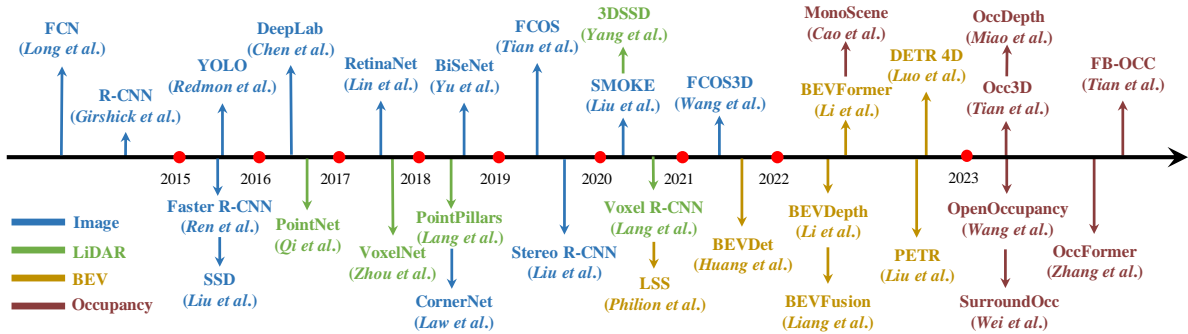 FCN
(Long et al.)
R-CNN
(Girshick et al.)
YOLO
(Redmon et al.)
DeepLab
(Chen et al.)
RetinaNet
(Lin et al.)
BiSeNet
(Yu et al.)
FCOS
(Tian et al.)
3DSSD
(Yang et al.)
SMOKE
(Liu et al.)
FCOS3D
(Wang et al.)
MonoScene
(Cao et al.)
BEVFormer
(Li et al.)
DETR 4D
(Luo et al.)
OccDepth
(Miao et al.)
Occ3D
(Tian et al.)
FB-OCC
(Tian et al.)
2015
2016
2017
2018
2019
2020
2021
2022
2023
Faster R-CNN
(Ren et al.)
SSD
(Liu et al.)
PointNet
(Qi et al.)
VoxelNet
(Zhou et al.)
PointPillars
(Lang et al.)
CornerNet
(Law et al.)
Stereo R-CNN
(Liu et al.)
Voxel R-CNN
(Lang et al.)
LSS
(Philion et al.)
BEVDet
(Huang et al.)
BEVDepth
(Li et al.)
BEVFusion
(Liang et al.)
PETR
(Liu et al.)
OpenOccupancy
(Wang et al.)
SurroundOcc
(Wei et al.)
OccFormer
(Zhang et al.)
Image
LiDAR
BEV
Occupancy